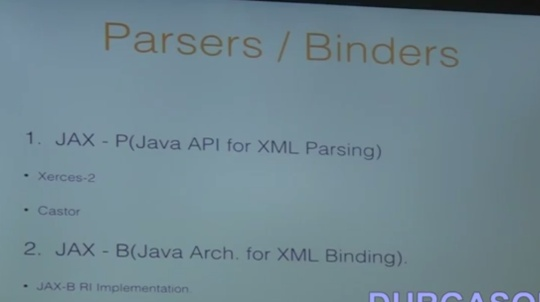 Parsers / Binders
1. JAX - P(Java API for XML Parsing)
• Xerces-2
• Castor
2. JAX - B(Java Arch. for XML Binding).
• JAX-B RI Implementation.